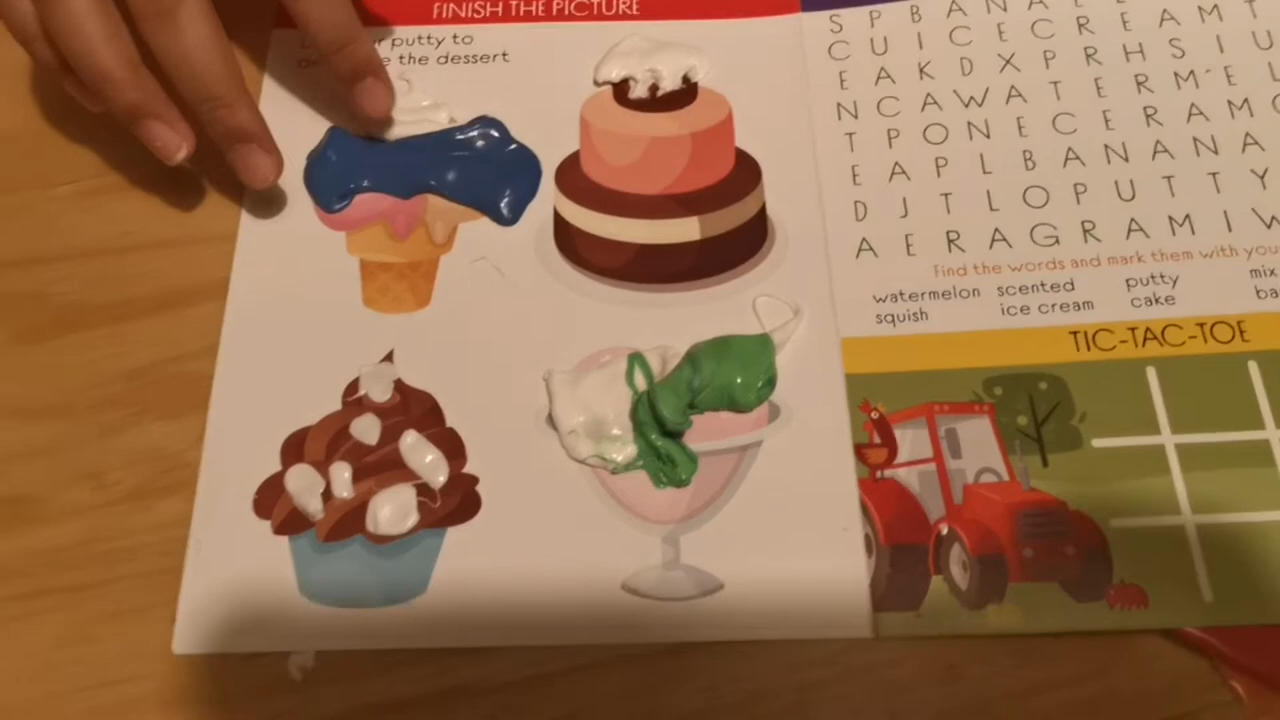 FINISH THE PICTURE
putty to
the dessert
S P B A N A
C U I C E C R E A M T
E A K D X P R H S I U
N C A W A T E R M E L
T P O N E C E R A M
E A P L B A N A N A
D J T L O P U T T Y
A E R A G R A M I W
Find the words and mark them with you
watermelon scented putty mix
squish ice cream cake ba
TIC-TAC-TOE